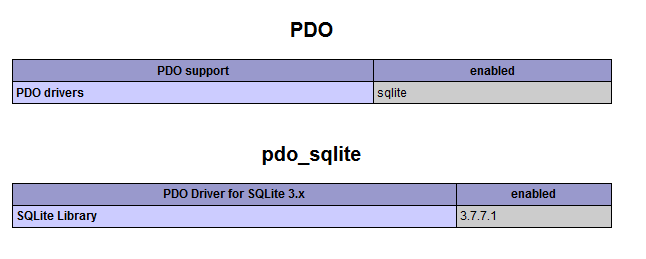 PDO
PDO support enabled
PDO drivers sqlite
pdo_sqlite
PDO Driver for SQLite 3.x enabled
SQLite Library 3.7.7.1